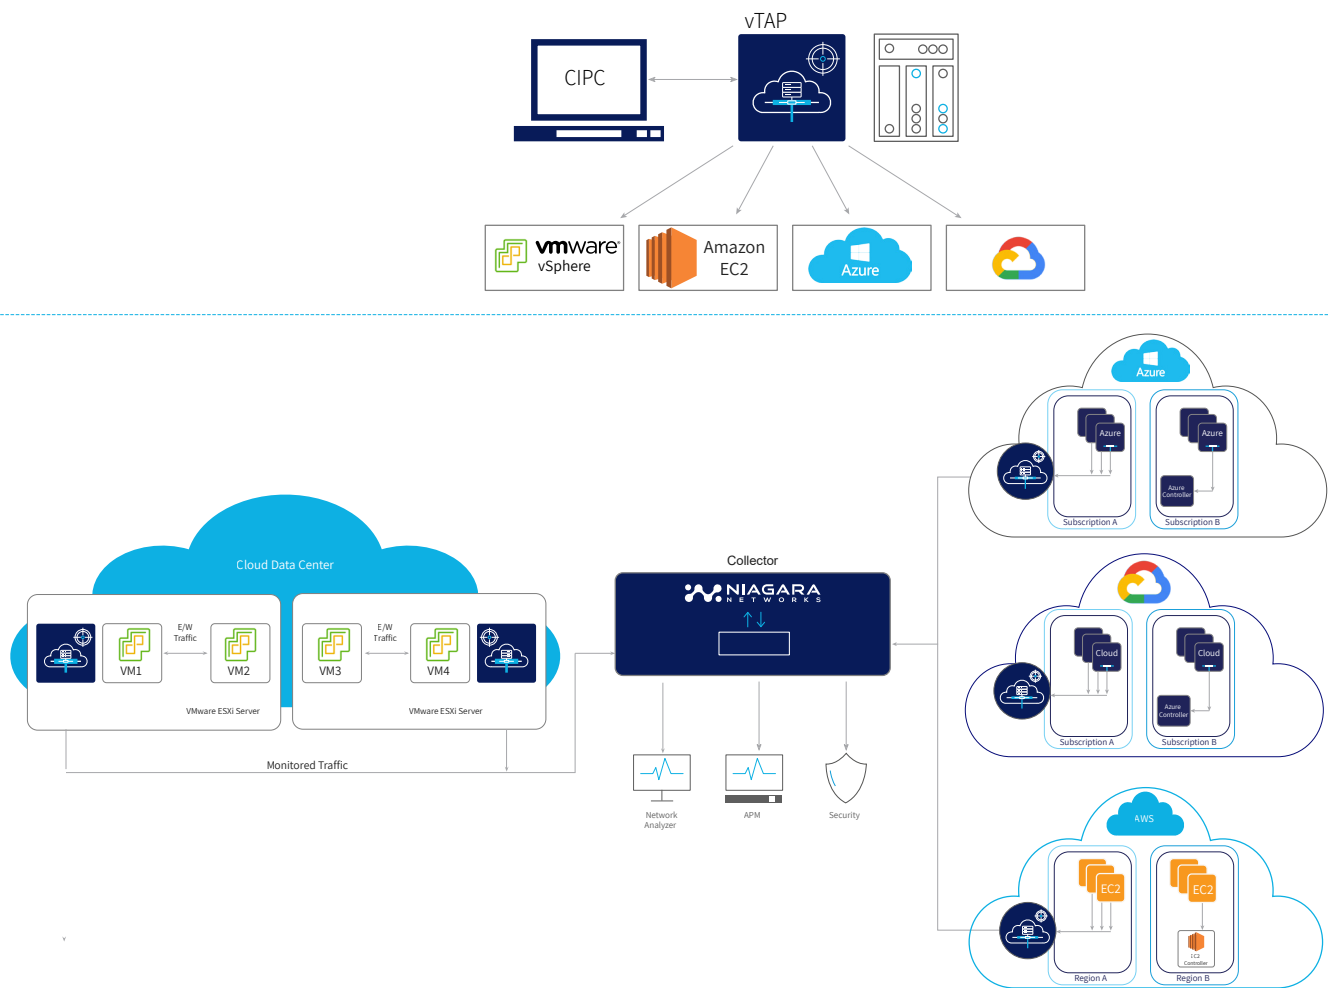 vTAP
CIPC
vmware®
vSphere
Amazon
EC2
Azure
Azure
Azure
Azure
Azure
Controller
Subscription A
Subscription B
Cloud Data Center
E/W
Traffic
VM1
VM2
VMware ESXi Server
E/W
Traffic
VM3
VM4
VMware ESXi Server
Monitored Traffic
Collector
NIAGARA
NETWORKS
Network
Analyzer
APM
Security
Cloud
Cloud
Azure
Controller
Subscription A
Subscription B
AWS
EC2
EC2
EC2
Controller
Region A
Region B